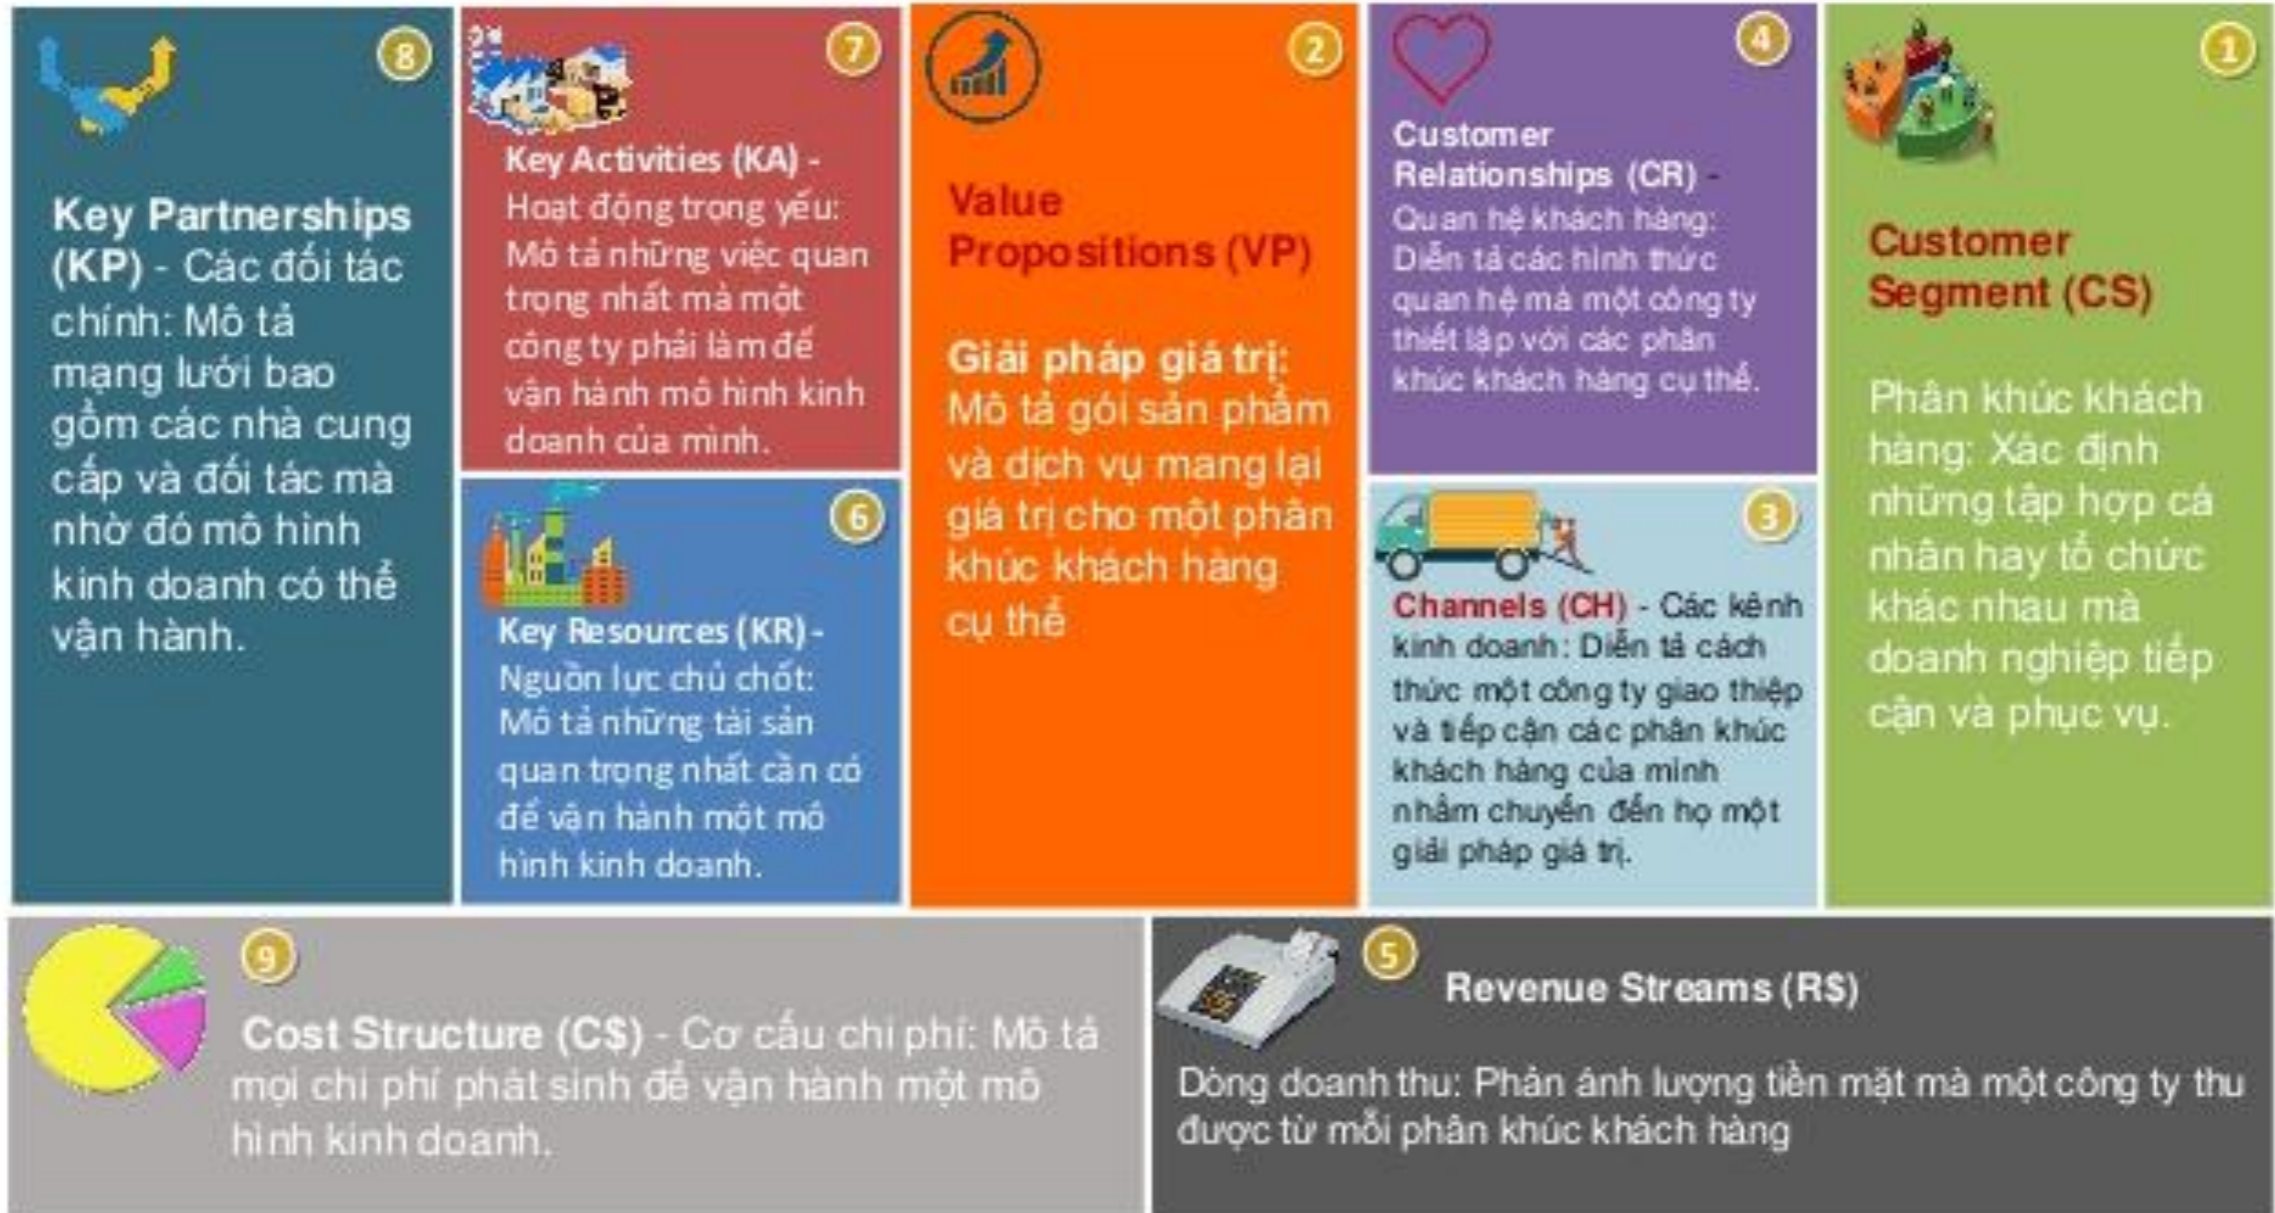 8
Key Partnerships
(KP) - Các đối tác
chính: Mô tả
mạng lưới bao
gồm các nhà cung
cấp và đối tác mà
nhờ đó mô hình
kinh doanh có thể
vận hành.
7
Key Activities (KA) -
Hoạt động trọng yếu:
Mô tả những việc quan
trọng nhất mà một
công ty phải làm để
vận hành mô hình kinh
doanh của mình.
6
Key Resources (KR) -
Nguồn lực chủ chốt:
Mô tả những tài sản
quan trọng nhất cần có
để vận hành một mô
hình kinh doanh.
2
Value
Propositions (VP)
Giải pháp giá trị:
Mô tả gói sản phẩm
và dịch vụ mang lại
giá trị cho một phân
khúc khách hàng
cụ thể
4
Customer
Relationships (CR) -
Quan hệ khách hàng:
Diễn tả các hình thức
quan hệ mà một công ty
thiết lập với các phân
khúc khách hàng cụ thể.
3
Channels (CH) - Các kênh
kinh doanh: Diễn tả cách
thức một công ty giao thiệp
và tiếp cận các phân khúc
khách hàng của mình
nhằm chuyển đến họ một
giải pháp giá trị.
1
Customer
Segment (CS)
Phân khúc khách
hàng: Xác định
những tập hợp cá
nhân hay tổ chức
khác nhau mà
doanh nghiệp tiếp
cận và phục vụ.
9
Cost Structure (C$) - Cơ cấu chi phí: Mô tả
mọi chi phí phát sinh để vận hành một mô
hình kinh doanh.
5
Revenue Streams (R$)
Dòng doanh thu: Phản ánh lượng tiền mặt mà một công ty thu
được từ mỗi phân khúc khách hàng